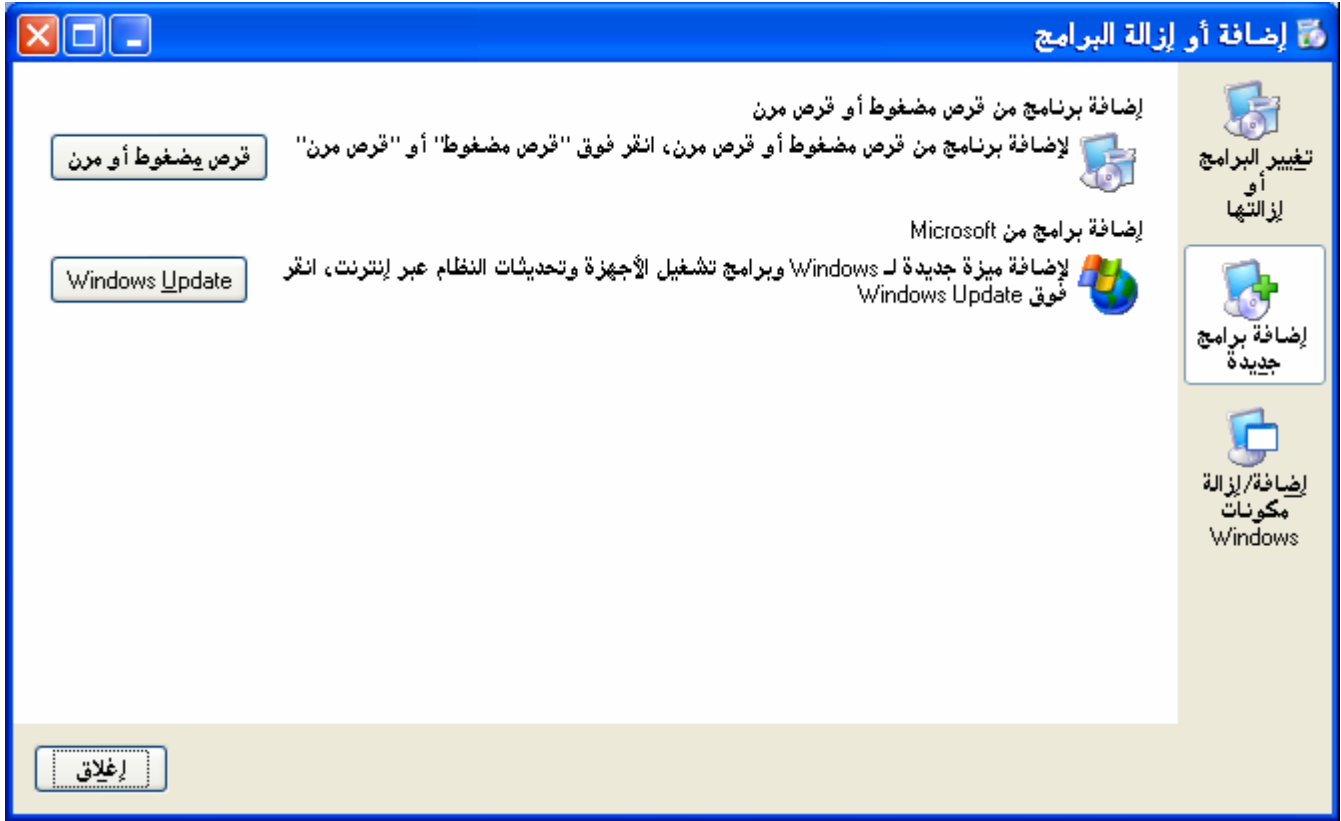 إضافة أو إزالة البرامج
تغيير البرامج
أو
إزالتها
إضافة برامج
جديدة
إضافة/إزالة
مكونات
Windows
إضافة برنامج من قرص مضغوط أو قرص مرن
لإضافة برنامج من قرص مضغوط أو قرص مرن، انقر فوق "قرص مضغوط" أو "قرص مرن"
قرص مضغوط أو مرن
إضافة برامج من Microsoft
لإضافة ميزة جديدة لـ Windows وبرامج تشغيل الأجهزة وتحديثات النظام عبر إنترنت، انقر
فوق Windows Update
Windows Update
إغلاق